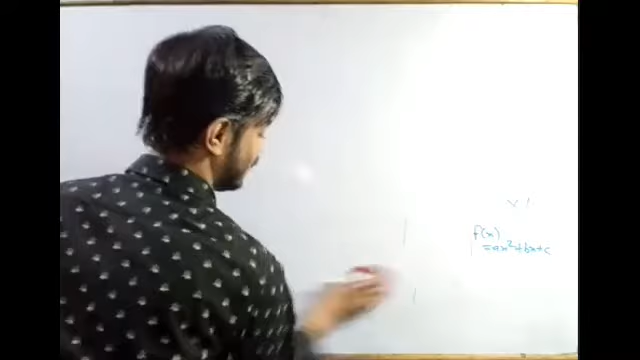 f(x)
=ax²+bx+c